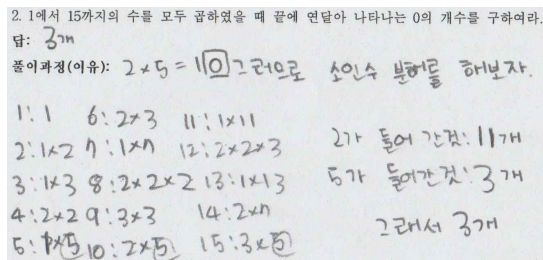 2. 1에서 15까지의 수를 모두 곱하였을 때 끝에 연달아 나타나는 0의 개수를 구하여라.
답: 3개
풀이과정(이유): 2×5=10 그러므로 소인수 분해를 해보자.
1:1 6:2×3 11:1×11
2:1×2 7:1×7 12:2×2×3 2가 들어 간것:11개
3:1×3 8:2×2×2 13:1×13 5가 들어간것:3개
4:2×2 9:3×3 14:2×7 그래서 3개
5:1×5 10:2×5 15:3×5